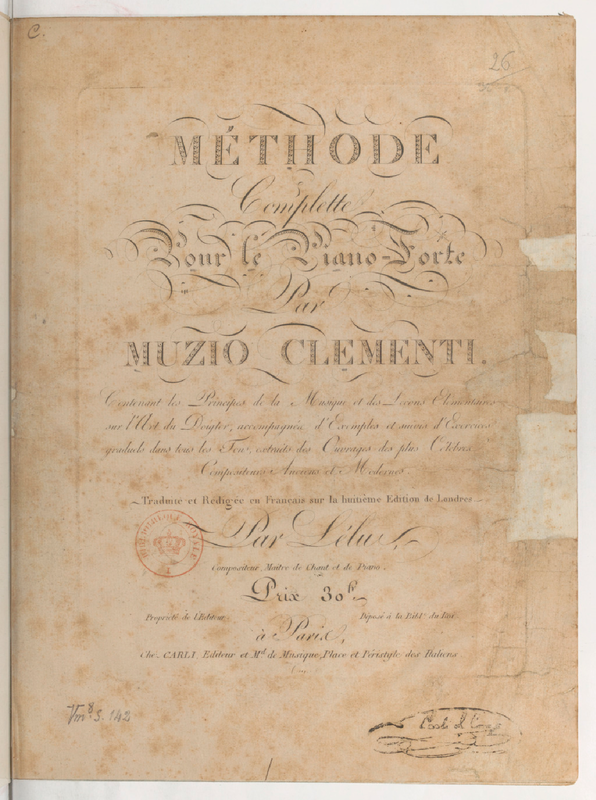 C.
26
MÉTHODE
Complette
Pour le Piano-Forte
Par
MUZIO CLEMENTI.
Contenant les Principes de la Musique et des Leçons Elémentaires
sur l'Art du Doigter, accompagnés d'Exemples et suivis d'Exercices
gradués dans tous les Tons, extraits des Ouvrages des plus Célèbres
Compositeurs Anciens et Modernes.
Traduite et Rédigée en Français sur la huitième Edition de Londres
Par Lélu,
Compositeur, Maître de Chant et de Piano.
Prix 30f
Propriété de l'Editeur
Déposé à la Bibl. du Roi.
à Paris,
Chez CARLI, Editeur et Md de Musique, Place et Péristyle des Italiens
Vm8 S. 142